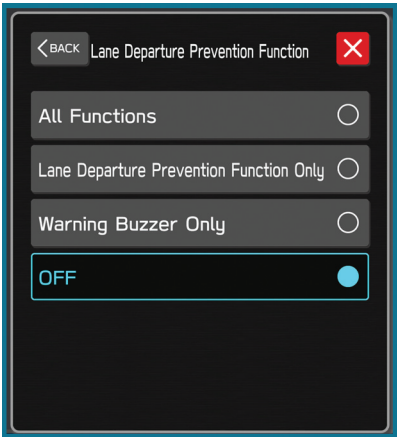 BACK Lane Departure Prevention Function
All Functions
Lane Departure Prevention Function Only
Warning Buzzer Only
OFF